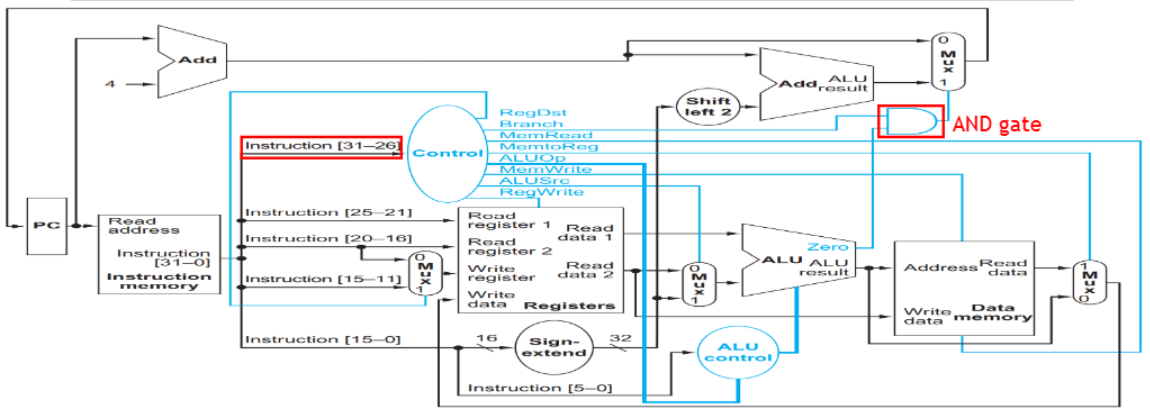 Add
4
Add ALU
result
0
Mux
1
Shift
left 2
AND gate
RegDst
Branch
MemRead
MemtoReg
ALUOp
MemWrite
ALUSrc
RegWrite
Control
Instruction [31–26]
Instruction [25–21]
Instruction [20–16]
Instruction [15–11]
Instruction [15–0]
Instruction [5–0]
PC
Read
address
Instruction
[31–0]
Instruction
memory
0
Mux
1
Read
register 1
Read
register 2
Write
register
Write
data
Read
data 1
Read
data 2
Registers
0
Mux
1
Zero
ALU ALU
result
Address
Read
data
Write
data
Data
memory
1
Mux
0
16
Sign-
extend
32
ALU
control